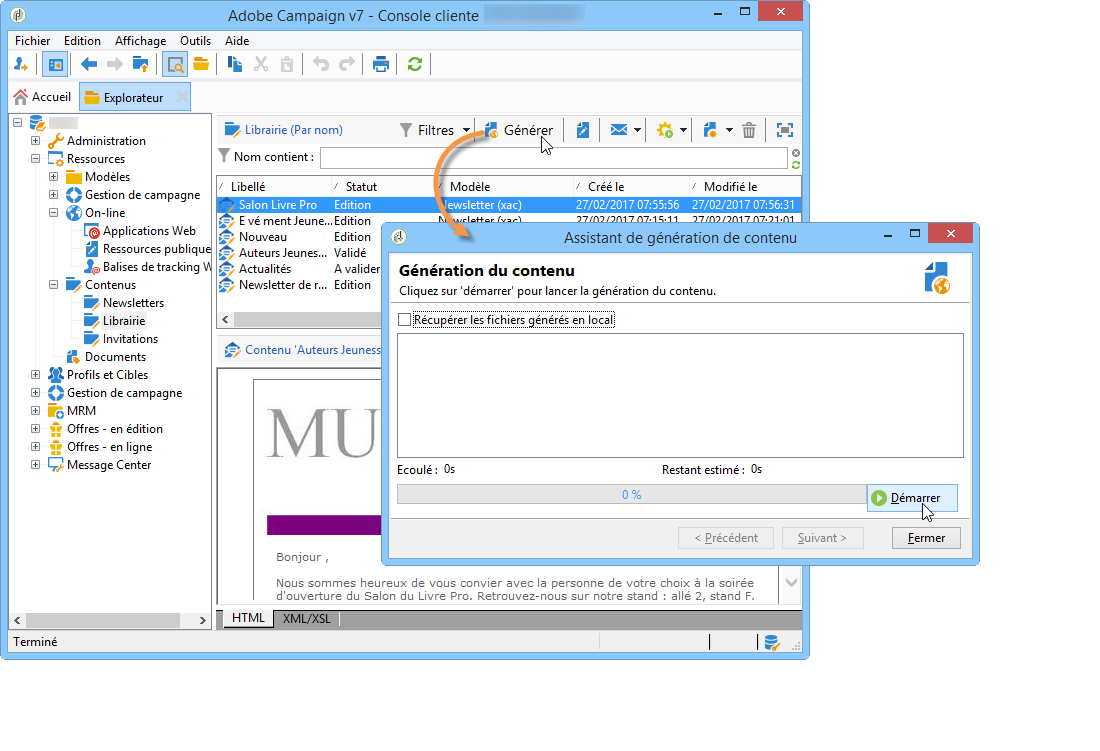 Adobe Campaign v7 - Console cliente
Fichier Edition Affichage Outils Aide
Accueil Explorateur
Administration
Ressources
Modèles
Gestion de campagne
On-line
Applications Web
Ressources publique
Balises de tracking W
Contenus
Newsletters
Librairie
Invitations
Documents
Profils et Cibles
Gestion de campagne
MRM
Offres - en édition
Offres - en ligne
Message Center
Librairie (Par nom) Filtres Générer
Nom contient :
Libellé Statut Modèle Créé le Modifié le
Salon Livre Pro Edition Newsletter (xac) 27/02/2017 07:55:56 27/02/2017 07:56:31
E vé ment Jeune... Edition Newsletter (xac) 27/02/2017 07:15:11 27/02/2017 07:21:01
Nouveau Edition
Auteurs Jeunes... Validé
Actualités A valider
Newsletter de r... Edition
Contenu 'Auteurs Jeuness
MU
Bonjour ,
Nous sommes heureux de vous convier avec la personne de votre choix à la soirée
d'ouverture du Salon du Livre Pro. Retrouvez-nous sur notre stand : allé 2, stand F.
HTML XML/XSL
Terminé
Assistant de génération de contenu
Génération du contenu
Cliquez sur 'démarrer' pour lancer la génération du contenu.
Récupérer les fichiers générés en local
Ecoulé : 0s Restant estimé : 0s
0 % Démarrer
< Précédent Suivant > Fermer